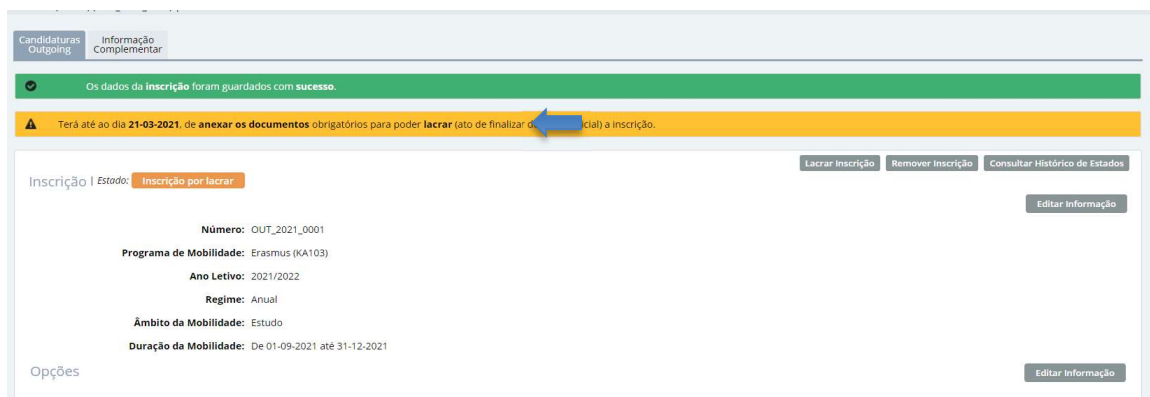 Candidaturas
Outgoing
Informação
Complementar
Os dados da inscrição foram guardados com sucesso.
Terá até ao dia 21-03-2021, de anexar os documentos obrigatórios para poder lacrar (ato de finalizar cial) a inscrição.
Lacrar Inscrição Remover Inscrição Consultar Histórico de Estados
Inscrição | Estado: Inscrição por lacrar
Editar Informação
Número: OUT_2021_0001
Programa de Mobilidade: Erasmus (KA103)
Ano Letivo: 2021/2022
Regime: Anual
Âmbito da Mobilidade: Estudo
Duração da Mobilidade: De 01-09-2021 até 31-12-2021
Opções Editar Informação